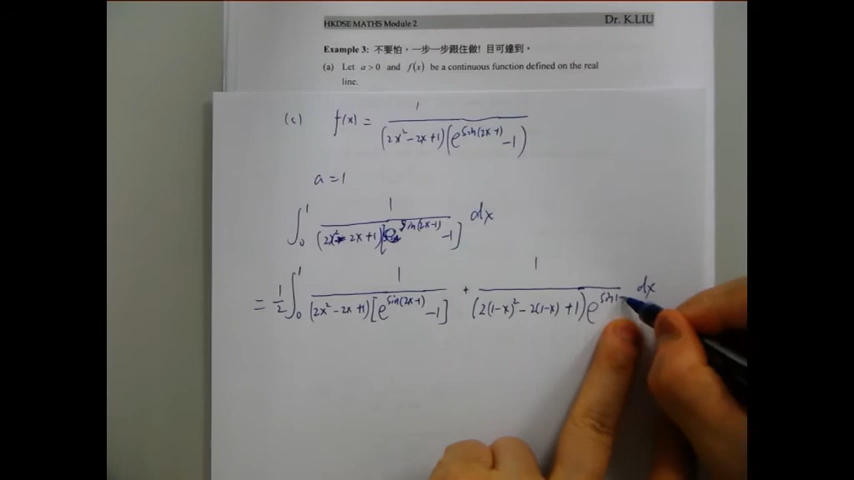 HKDSE MATHS Module 2 Dr. K.LIU
Example 3: 不要怕，一步一步跟住做! 目可達到。
(a) Let a > 0 and f(x) be a continuous function defined on the real
line.
(c) f(x) = 1 / (2x² - 2x + 1)(e^sin(2x-1) - 1)
a = 1
∫₀¹ 1 / (2x² - 2x + 1)[e^sin(2x-1) - 1] dx
= 1/2 ∫₀¹ 1 / (2x² - 2x + 1)[e^sin(2x-1) - 1] + 1 / (2(1-x)² - 2(1-x) + 1) e^sin dx